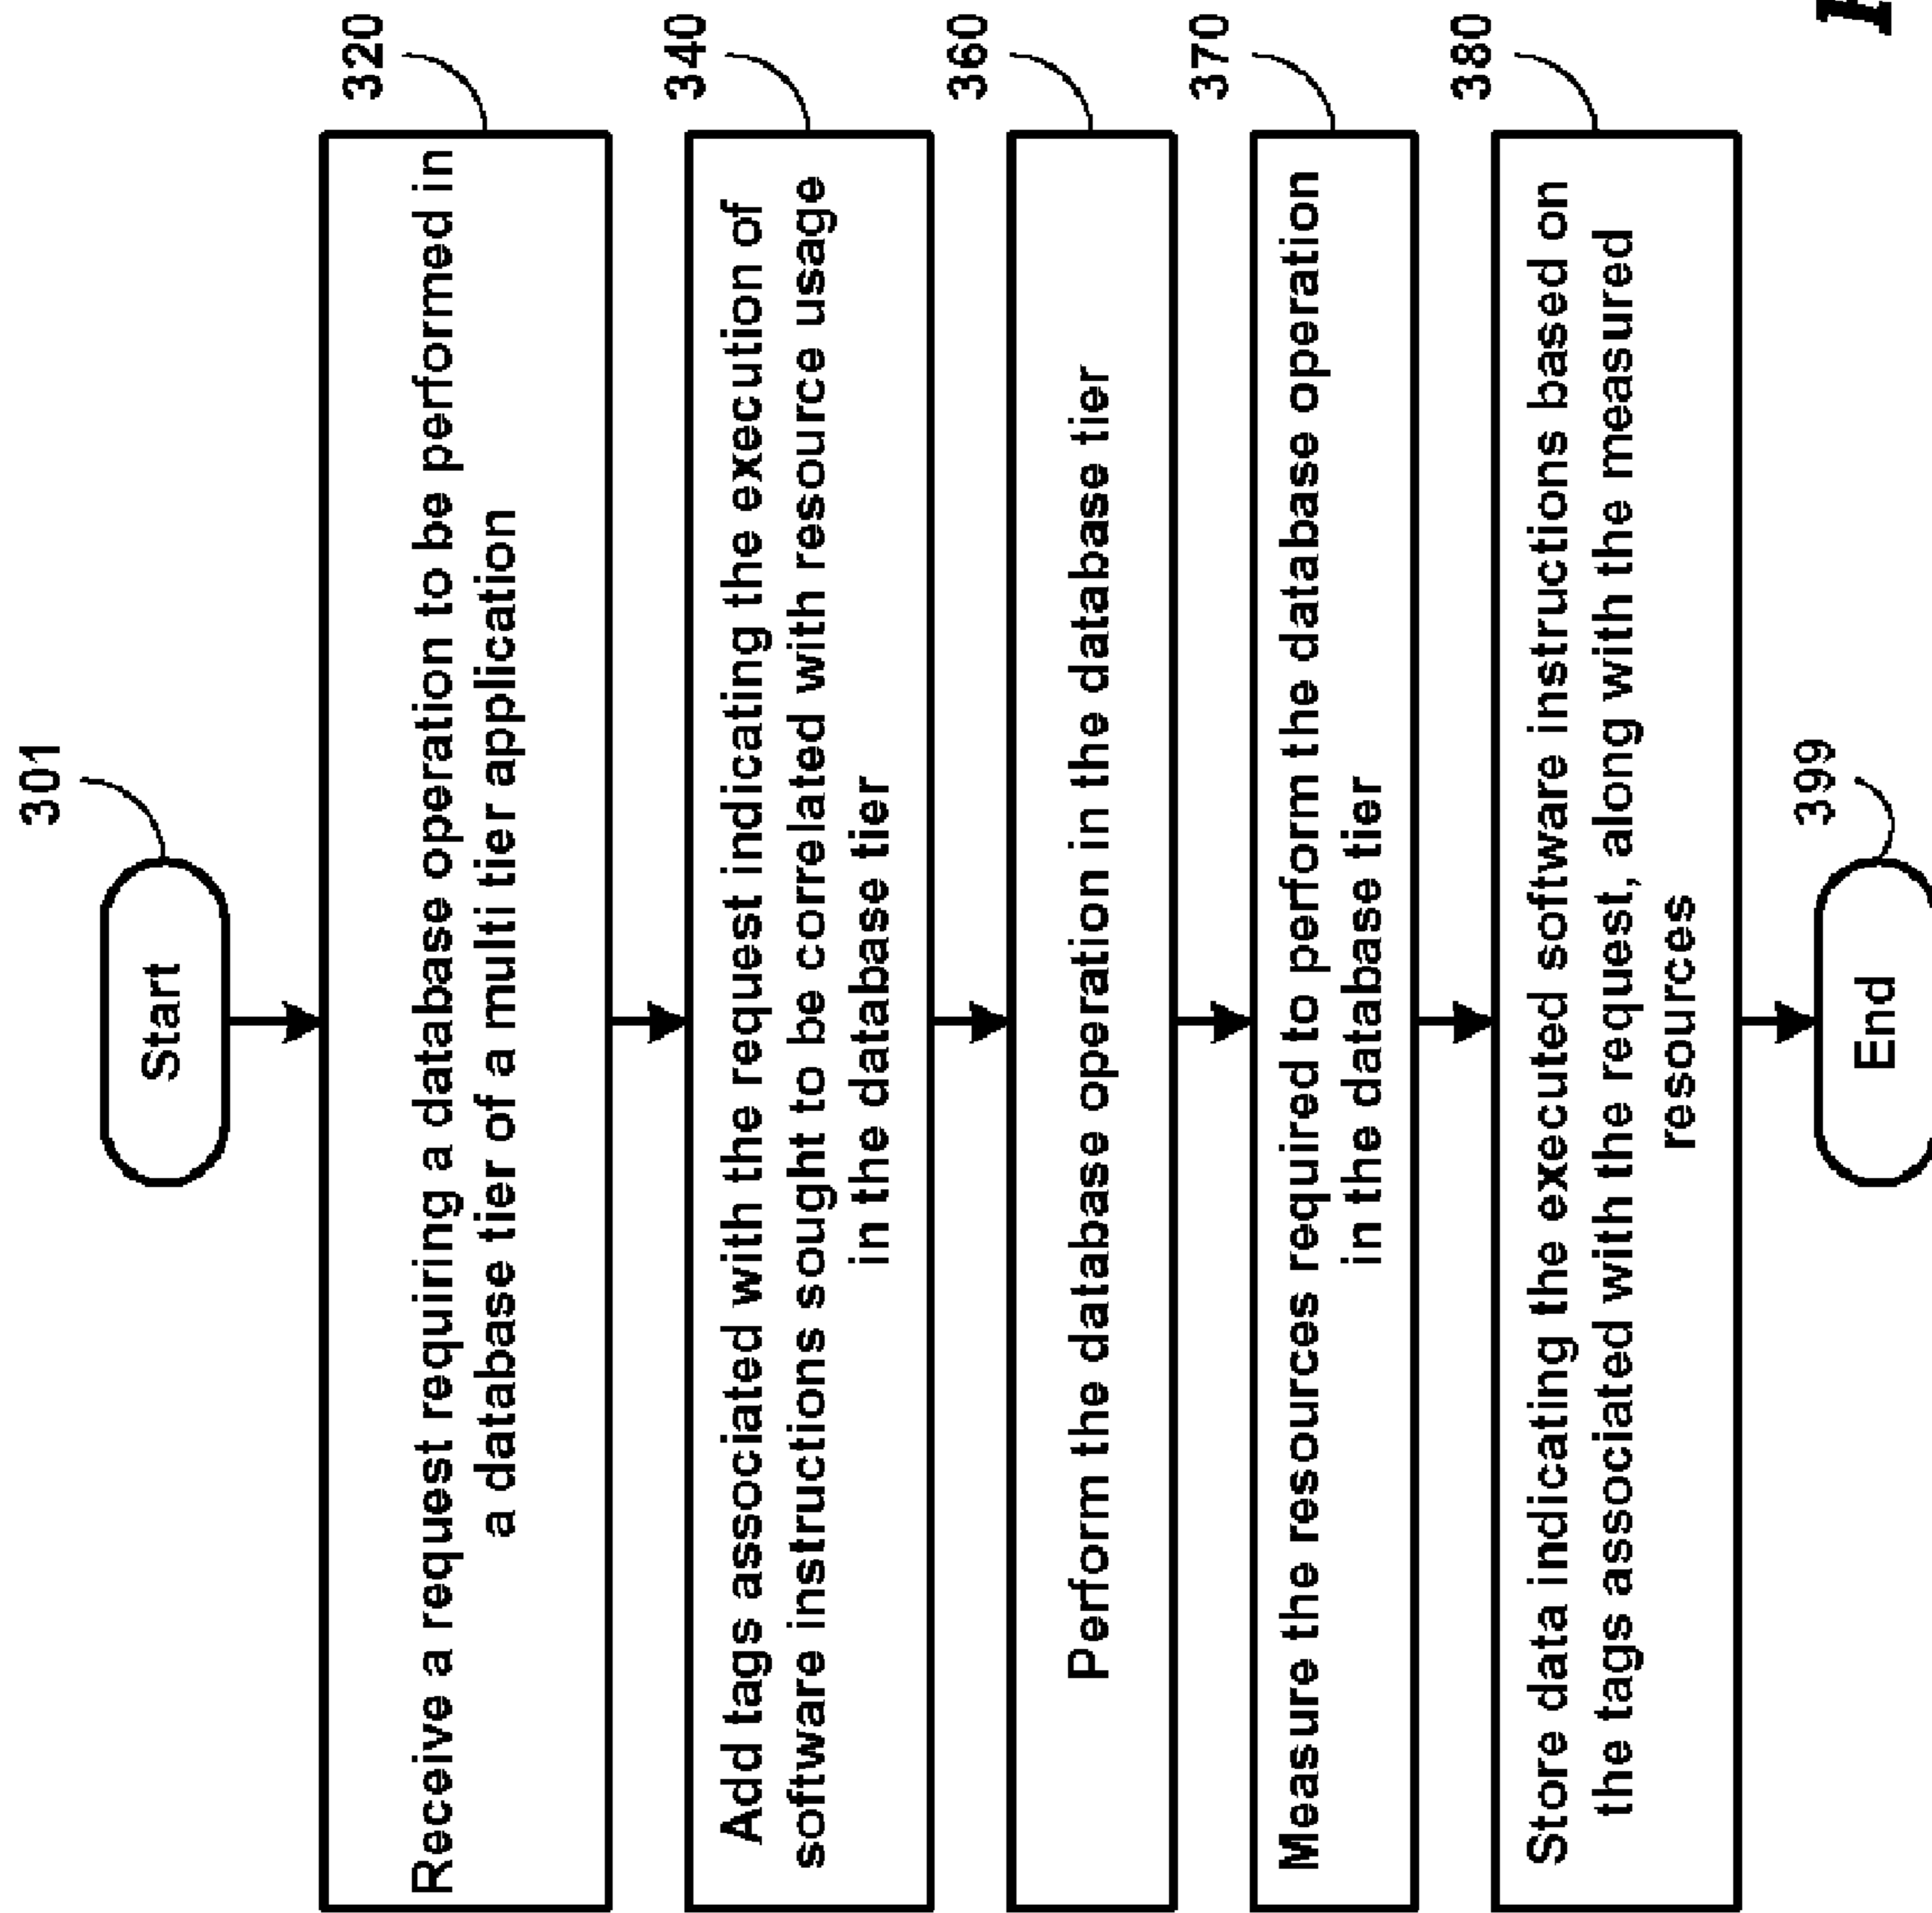 301
Start
320
Receive a request requiring a database operation to be performed in
a database tier of a multi tier application
340
Add tags associated with the request indicating the execution of
software instructions sought to be correlated with resource usage
in the database tier
360
Perform the database operation in the database tier
370
Measure the resources required to perform the database operation
in the database tier
380
Store data indicating the executed software instructions based on
the tags associated with the request, along with the measured
resources
399
End